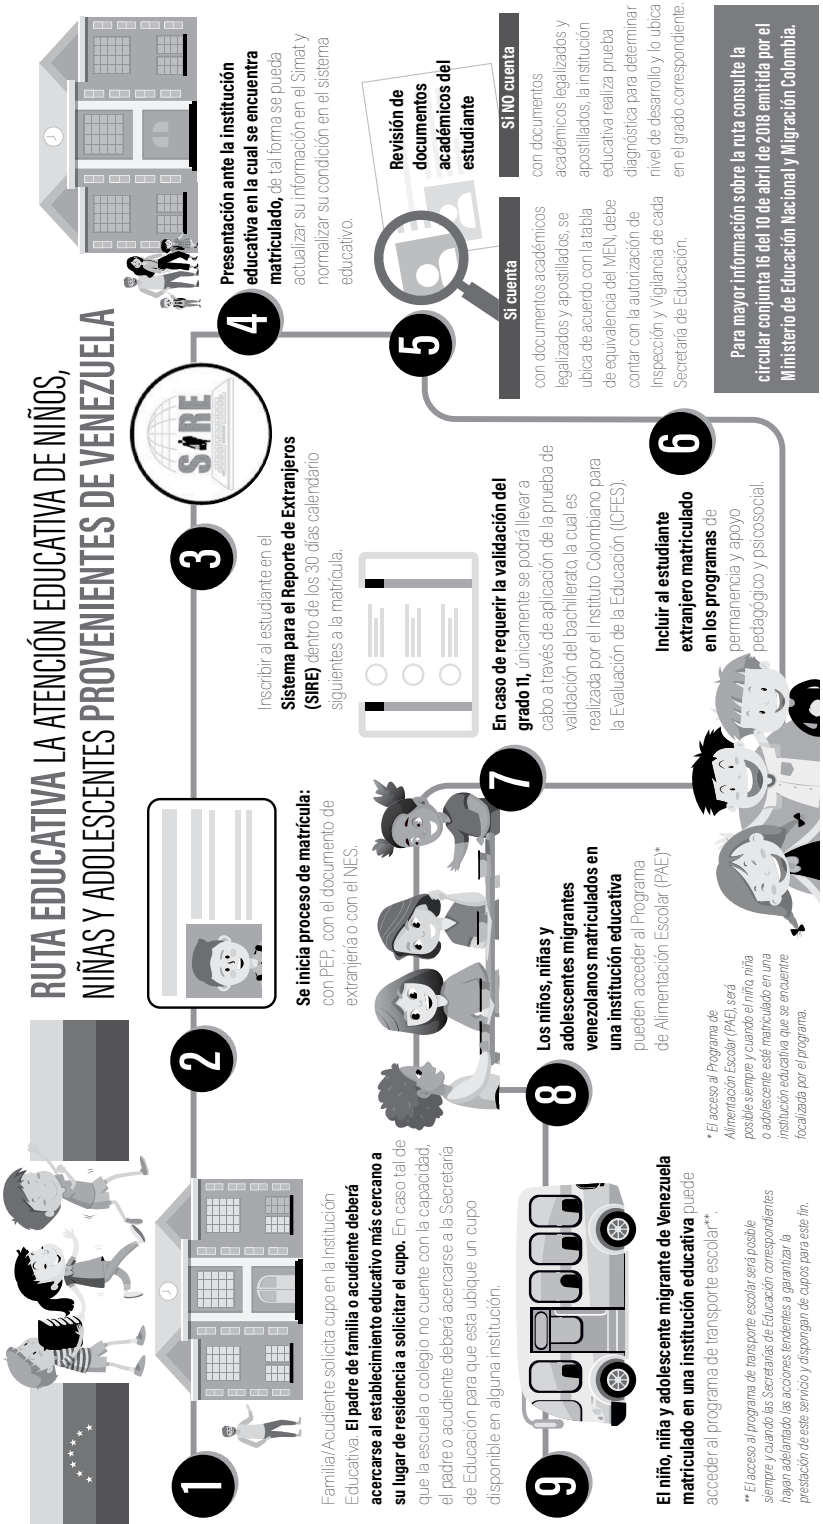 RUTA EDUCATIVA LA ATENCIÓN EDUCATIVA DE NIÑOS,
NIÑAS Y ADOLESCENTES PROVENIENTES DE VENEZUELA
1
Familia/Acudiente solicita cupo en la Institución
Educativa. El padre de familia o acudiente deberá
acercarse al establecimiento educativo más cercano a
su lugar de residencia a solicitar el cupo. En caso tal de
que la escuela o colegio no cuente con la capacidad,
el padre o acudiente deberá acercarse a la Secretaría
de Educación para que esta ubique un cupo
disponible en alguna institución.
2
Se inicia proceso de matrícula:
con PEP, con el documento de
extranjería o con el NES.
3
Inscribir al estudiante en el
Sistema para el Reporte de Extranjeros
(SIRE) dentro de los 30 días calendario
siguientes a la matrícula.
SIRE
4
Presentación ante la institución
educativa en la cual se encuentra
matriculado, de tal forma se pueda
actualizar su información en el Simat y
normalizar su condición en el sistema
educativo.
5
Revisión de
documentos
académicos del
estudiante
Si cuenta
con documentos académicos
legalizados y apostillados, se
ubica de acuerdo con la tabla
de equivalencia del MEN, debe
contar con la autorización de
Inspección y Vigilancia de cada
Secretaría de Educación.
Si NO cuenta
con documentos
académicos legalizados y
apostillados, la institución
educativa realiza prueba
diagnóstica para determinar
nivel de desarrollo y lo ubica
en el grado correspondiente.
6
Incluir al estudiante
extranjero matriculado
en los programas de
permanencia y apoyo
pedagógico y psicosocial.
7
En caso de requerir la validación del
grado 11, únicamente se podrá llevar a
cabo a través de aplicación de la prueba de
validación del bachillerato, la cual es
realizada por el Instituto Colombiano para
la Evaluación de la Educación (ICFES).
8
Los niños, niñas y
adolescentes migrantes
venezolanos matriculados en
una institución educativa
pueden acceder al Programa
de Alimentación Escolar (PAE)*
9
El niño, niña y adolescente migrante de Venezuela
matriculado en una institución educativa puede
acceder al programa de transporte escolar**.
* El acceso al Programa de
Alimentación Escolar (PAE), será
posible siempre y cuando el niño, niña
o adolescente esté matriculado en una
institución educativa que se encuentre
focalizada por el programa.
** El acceso al programa de transporte escolar será posible
siempre y cuando las Secretarías de Educación correspondientes
hayan adelantado las acciones tendentes a garantizar la
prestación de este servicio y dispongan de cupos para este fin.
Para mayor información sobre la ruta consulte la
circular conjunta 16 del 10 de abril de 2018 emitida por el
Ministerio de Educación Nacional y Migración Colombia.